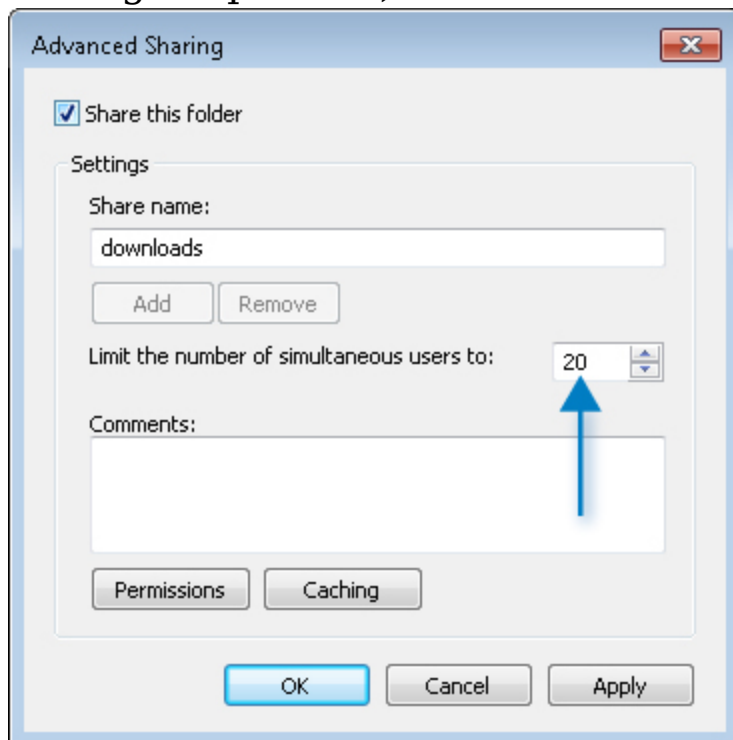 Advanced Sharing
Share this folder
Settings
Share name:
downloads
Add Remove
Limit the number of simultaneous users to: 20
Comments:
Permissions Caching
OK Cancel Apply